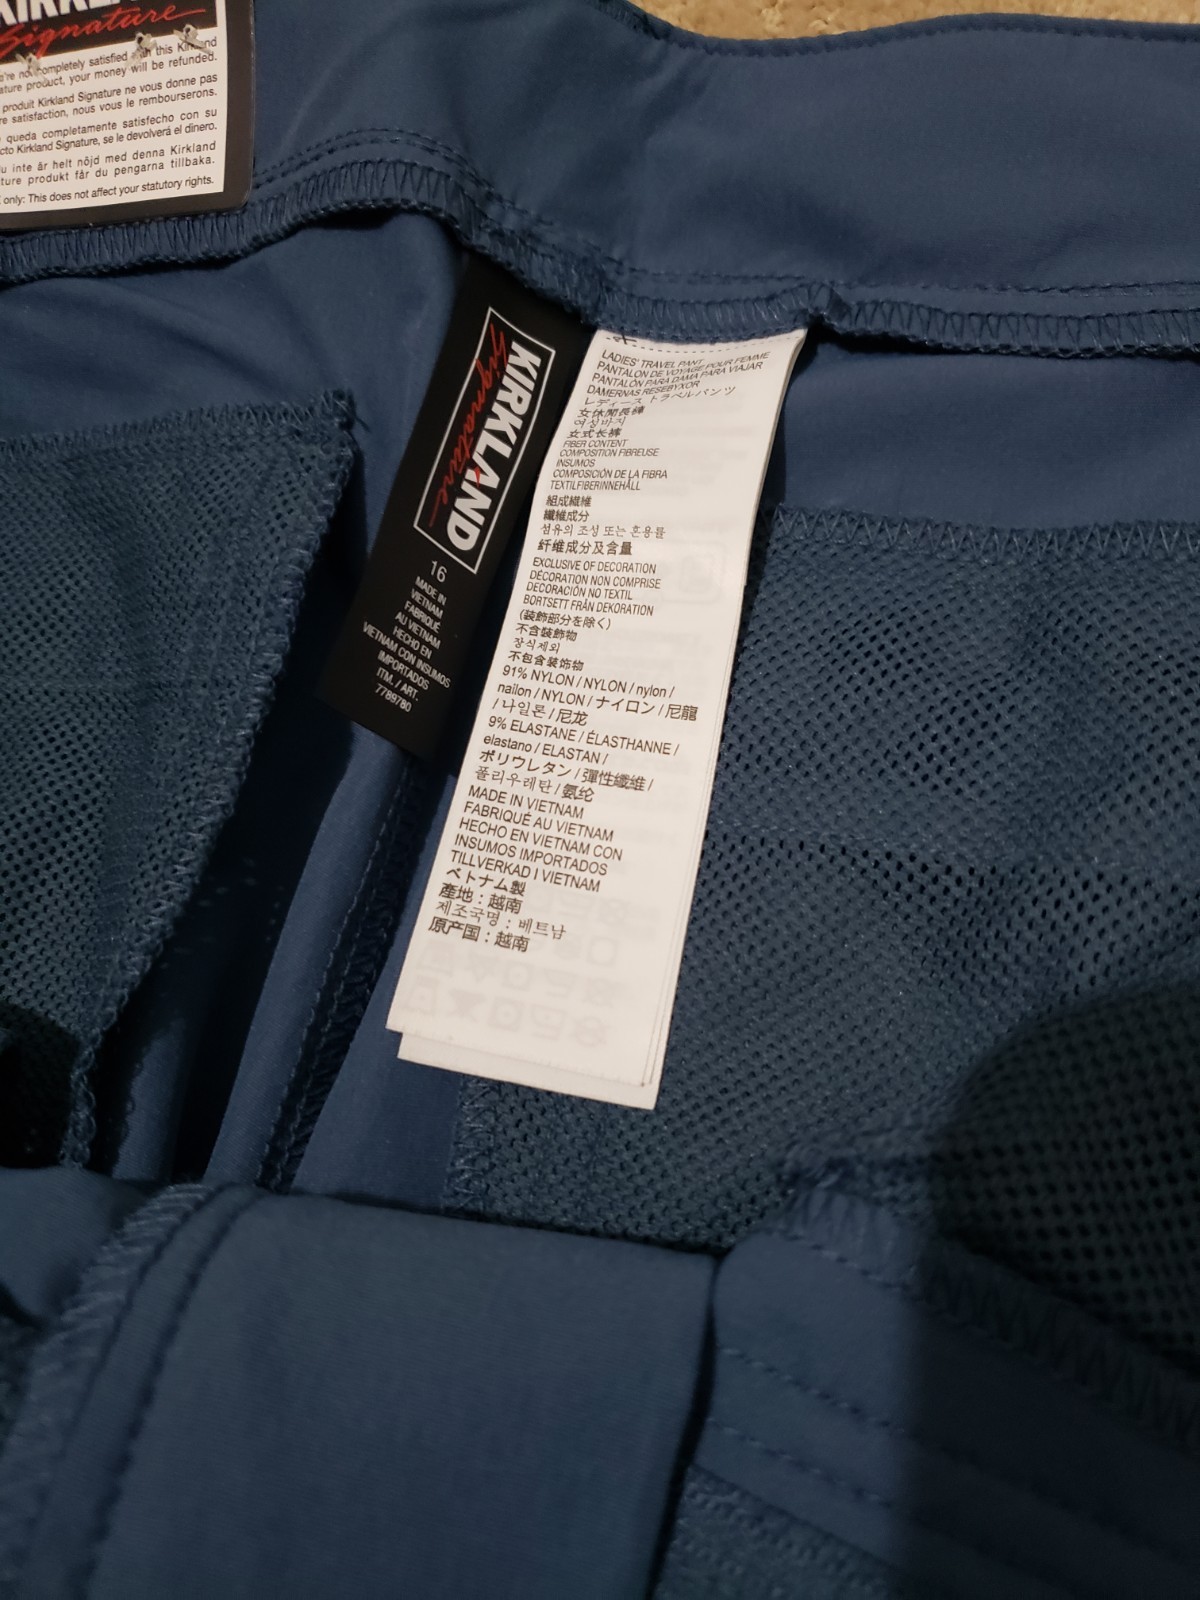 Signature
completely satisfied with this Kirkland
product, your money will be refunded.
produit Kirkland Signature ne vous donne pas
satisfaction, nous vous le rembourserons.
queda completamente satisfecho con su
Kirkland Signature, se le devolverá el dinero.
inte är helt nöjd med denna Kirkland
produkt får du pengarna tillbaka.
only: This does not affect your statutory rights.
KIRKLAND
Signature
16
MADE IN
VIETNAM
FABRIQUÉ
AU VIETNAM
HECHO EN
VIETNAM CON INSUMOS
IMPORTADOS
ITM. / ART.
7789780
LADIES' TRAVEL PANT
PANTALON DE VOYAGE POUR FEMME
PANTALÓN PARA DAMA PARA VIAJAR
DAMERNAS RESEBYXOR
レディース トラベルパンツ
女休閒長褲
여성바지
女式长裤
FIBER CONTENT
COMPOSITION FIBREUSE
INSUMOS
COMPOSICIÓN DE LA FIBRA
TEXTILFIBERINNEHÅLL
組成繊維
纖維成分
섬유의 조성 또는 혼용률
纤维成分及含量
EXCLUSIVE OF DECORATION
DÉCORATION NON COMPRISE
DECORACIÓN NO TEXTIL
BORTSETT FRÅN DEKORATION
(装飾部分を除く)
不含裝飾物
장식제외
不包含装饰物
91% NYLON / NYLON / nylon /
nailon / NYLON / ナイロン / 尼龍
/ 나일론 / 尼龙
9% ELASTANE / ÉLASTHANNE /
elastano / ELASTAN /
ポリウレタン / 彈性纖維 /
폴리우레탄 / 氨纶
MADE IN VIETNAM
FABRIQUÉ AU VIETNAM
HECHO EN VIETNAM CON
INSUMOS IMPORTADOS
TILLVERKAD I VIETNAM
ベトナム製
產地 : 越南
제조국명 : 베트남
原产国 : 越南